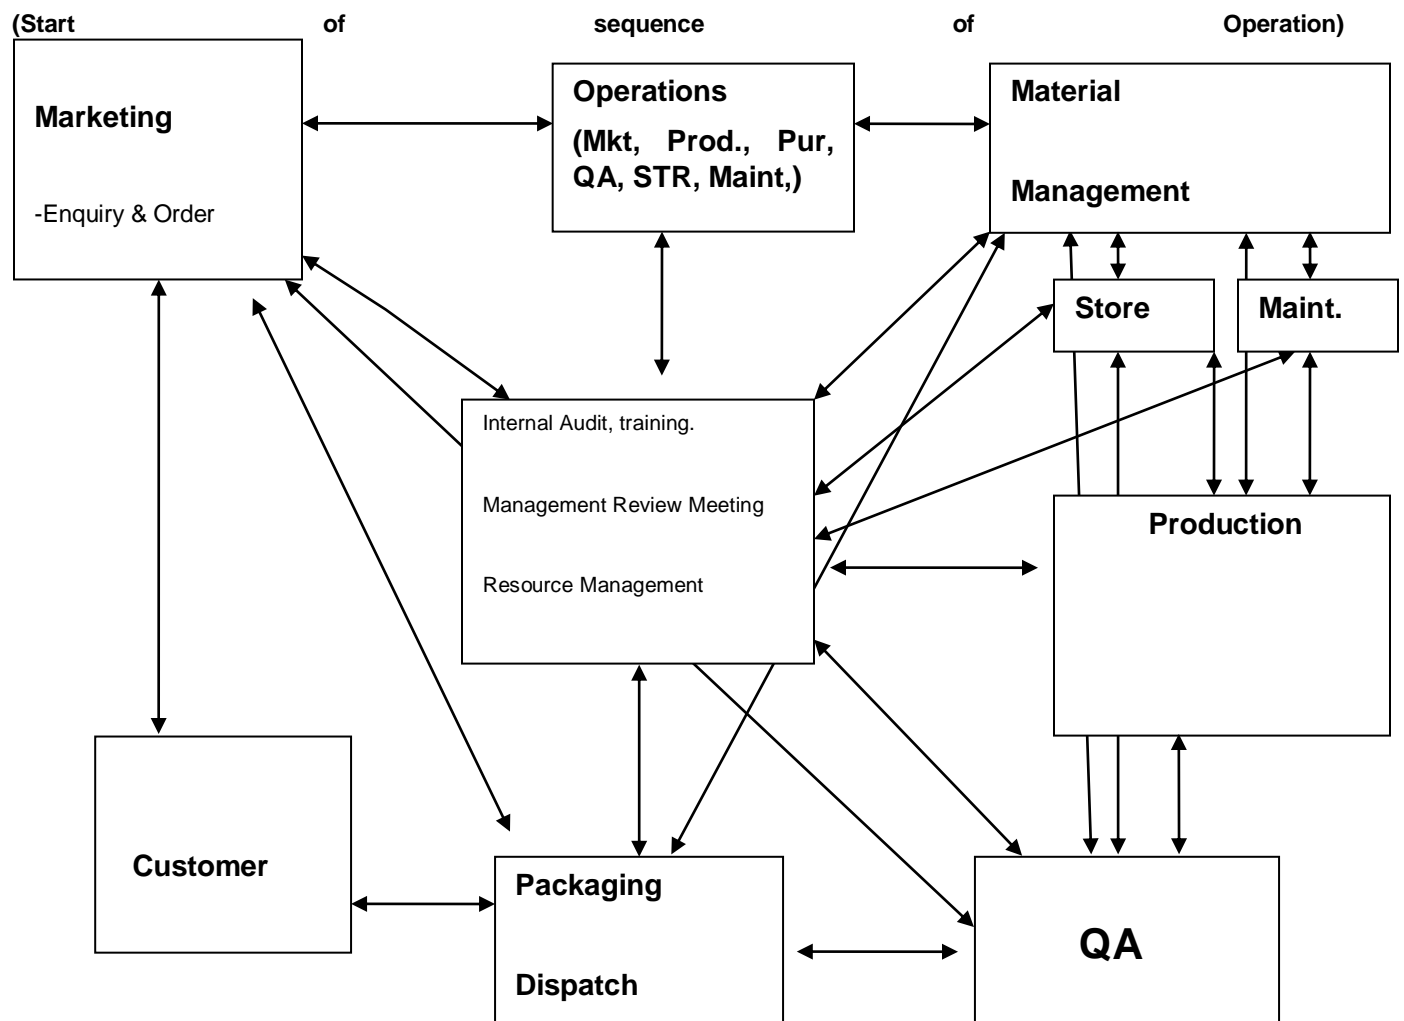 (Start of sequence of Operation)
Marketing
-Enquiry & Order
Operations
(Mkt, Prod., Pur,
QA, STR, Maint,)
Material
Management
Store
Maint.
Internal Audit, training.
Management Review Meeting
Resource Management
Production
Customer
Packaging
Dispatch
QA